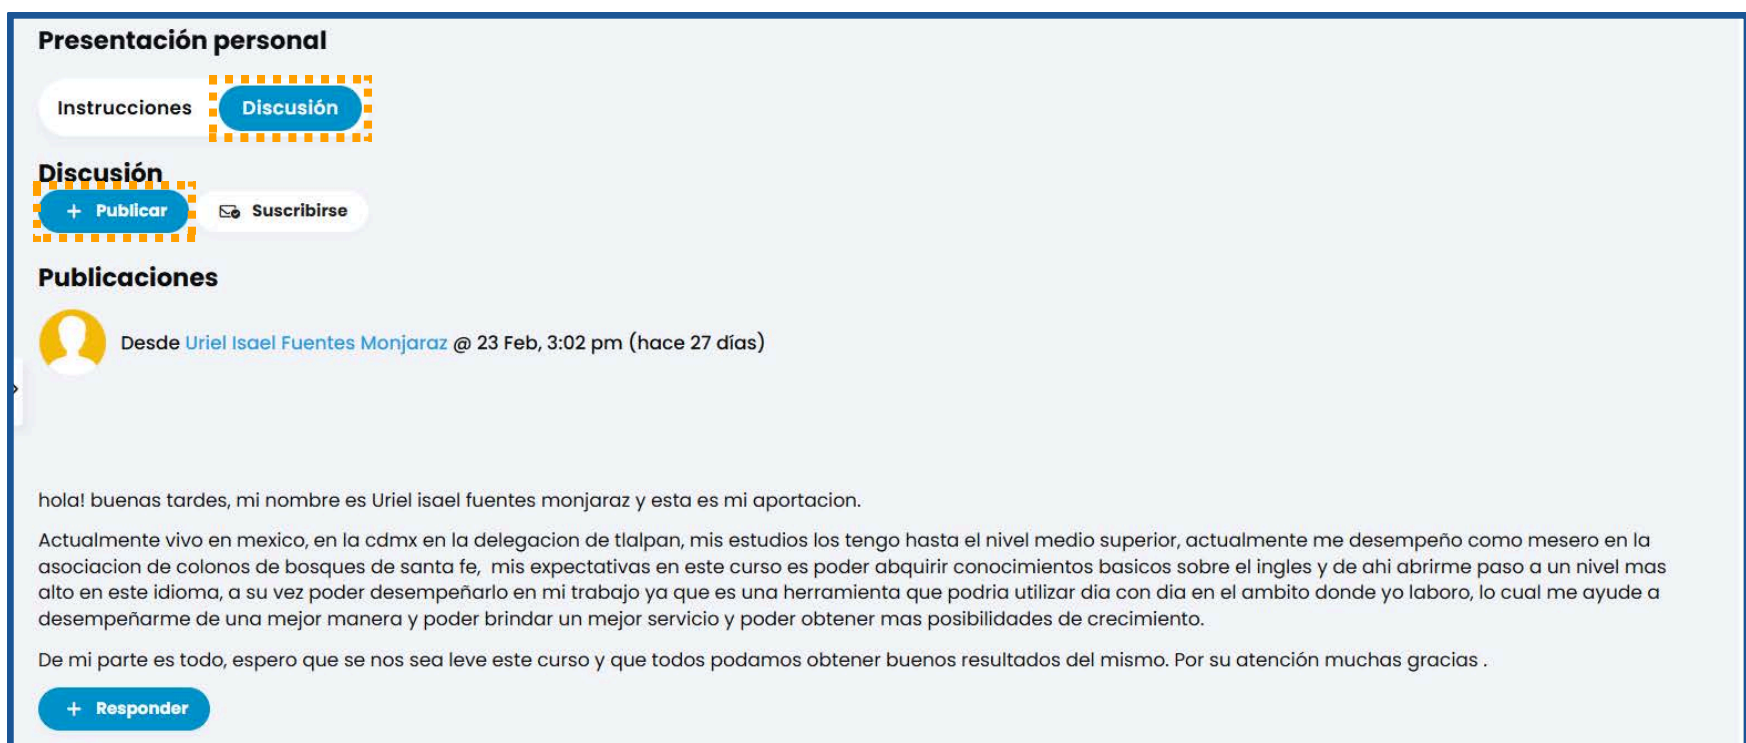 Presentación personal
Instrucciones Discusión
Discusión
+ Publicar Suscribirse
Publicaciones
Desde Uriel Isael Fuentes Monjaraz @ 23 Feb, 3:02 pm (hace 27 días)
hola! buenas tardes, mi nombre es Uriel isael fuentes monjaraz y esta es mi aportacion.
Actualmente vivo en mexico, en la cdmx en la delegacion de tlalpan, mis estudios los tengo hasta el nivel medio superior, actualmente me desempeño como mesero en la
asociacion de colonos de bosques de santa fe, mis expectativas en este curso es poder abquirir conocimientos basicos sobre el ingles y de ahi abrirme paso a un nivel mas
alto en este idioma, a su vez poder desempeñarlo en mi trabajo ya que es una herramienta que podria utilizar dia con dia en el ambito donde yo laboro, lo cual me ayude a
desempeñarme de una mejor manera y poder brindar un mejor servicio y poder obtener mas posibilidades de crecimiento.
De mi parte es todo, espero que se nos sea leve este curso y que todos podamos obtener buenos resultados del mismo. Por su atención muchas gracias .
+ Responder